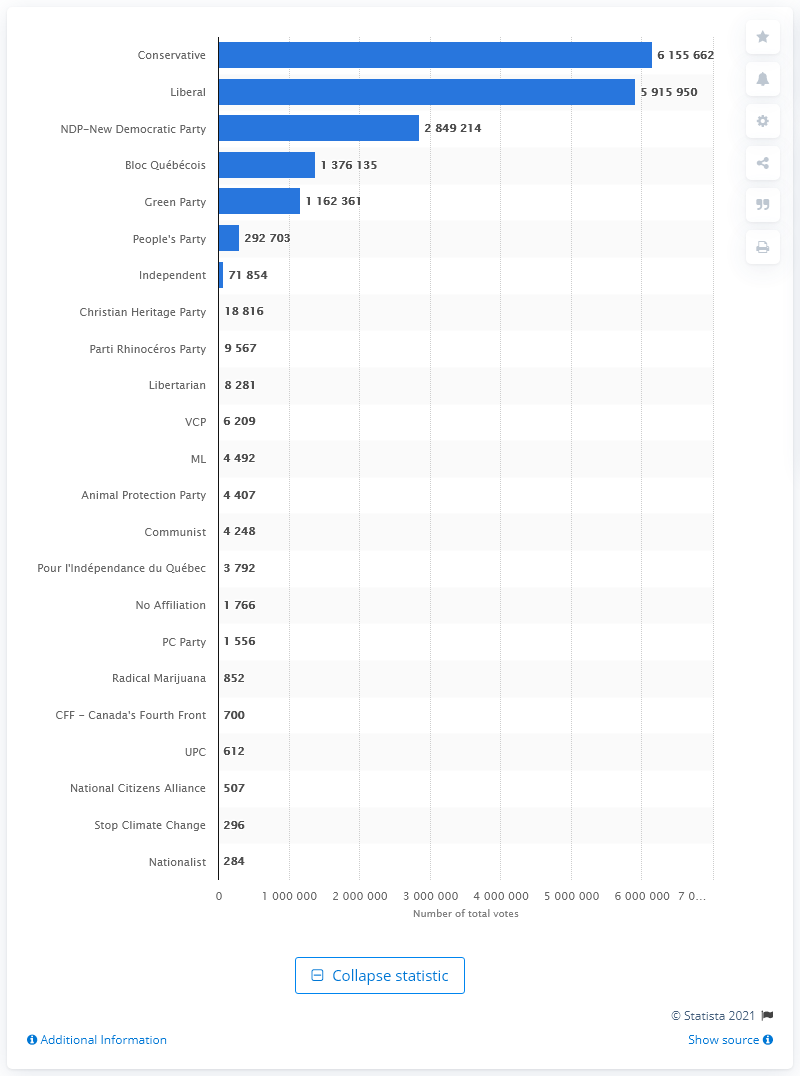 Conservative 6 155 662
Liberal 5 915 950
NDP-New Democratic Party 2 849 214
Bloc Québécois 1 376 135
Green Party 1 162 361
People's Party 292 703
Independent 71 854
Christian Heritage Party 18 816
Parti Rhinocéros Party 9 567
Libertarian 8 281
VCP 6 209
ML 4 492
Animal Protection Party 4 407
Communist 4 248
Pour l'Indépendance du Québec 3 792
No Affiliation 1 766
PC Party 1 556
Radical Marijuana 852
CFF - Canada's Fourth Front 700
UPC 612
National Citizens Alliance 507
Stop Climate Change 296
Nationalist 284
0 1 000 000 2 000 000 3 000 000 4 000 000 5 000 000 6 000 000 7 0...
Number of total votes
Collapse statistic
© Statista 2021
Additional Information Show source